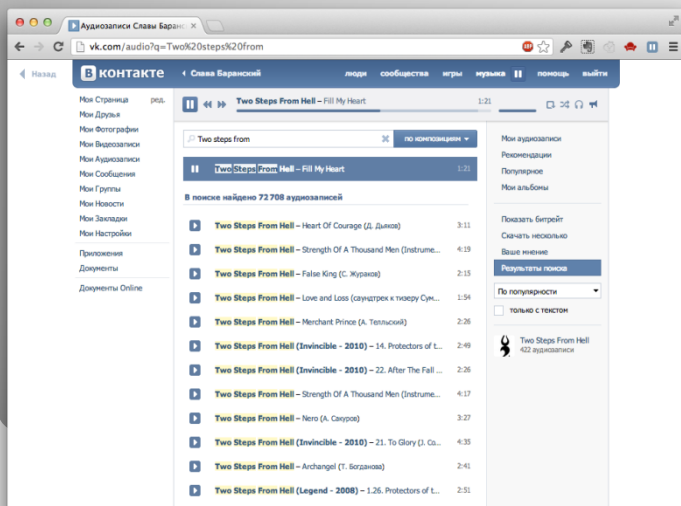 Аудиозаписи Славы Баран
vk.com/audio?q=Two%20steps%20from
Назад
В контакте
Слава Баранский
люди сообщества игры музыка помощь выйти
Two Steps From Hell – Fill My Heart 1:21
Моя Страница ред.
Мои Друзья
Мои Фотографии
Мои Видеозаписи
Мои Аудиозаписи
Мои Сообщения
Мои Группы
Мои Новости
Мои Закладки
Мои Настройки
Приложения
Документы
Документы Online
Two steps from
по композициям
Two Steps From Hell – Fill My Heart 1:21
В поиске найдено 72 708 аудиозаписей
Two Steps From Hell – Heart Of Courage (Д. Дьяков) 3:11
Two Steps From Hell – Strength Of A Thousand Men (Instrume... 4:19
Two Steps From Hell – False King (С. Жураков) 2:15
Two Steps From Hell – Love and Loss (саундтрек к тизеру Сум... 1:54
Two Steps From Hell – Merchant Prince (А. Телльский) 2:26
Two Steps From Hell (Invincible - 2010) – 14. Protectors of t... 2:49
Two Steps From Hell (Invincible - 2010) – 22. After The Fall ... 2:26
Two Steps From Hell – Strength Of A Thousand Men (Instrume... 4:17
Two Steps From Hell – Nero (А. Сакуров) 3:27
Two Steps From Hell (Invincible - 2010) – 21. To Glory (J. Co... 4:35
Two Steps From Hell – Archangel (Т. Богданова) 2:41
Two Steps From Hell (Legend - 2008) – 1.26. Protectors of t... 2:51
Мои аудиозаписи
Рекомендации
Популярное
Мои альбомы
Показать битрейт
Скачать несколько
Ваше мнение
Результаты поиска
По популярности
только с текстом
Two Steps From Hell
422 аудиозаписи